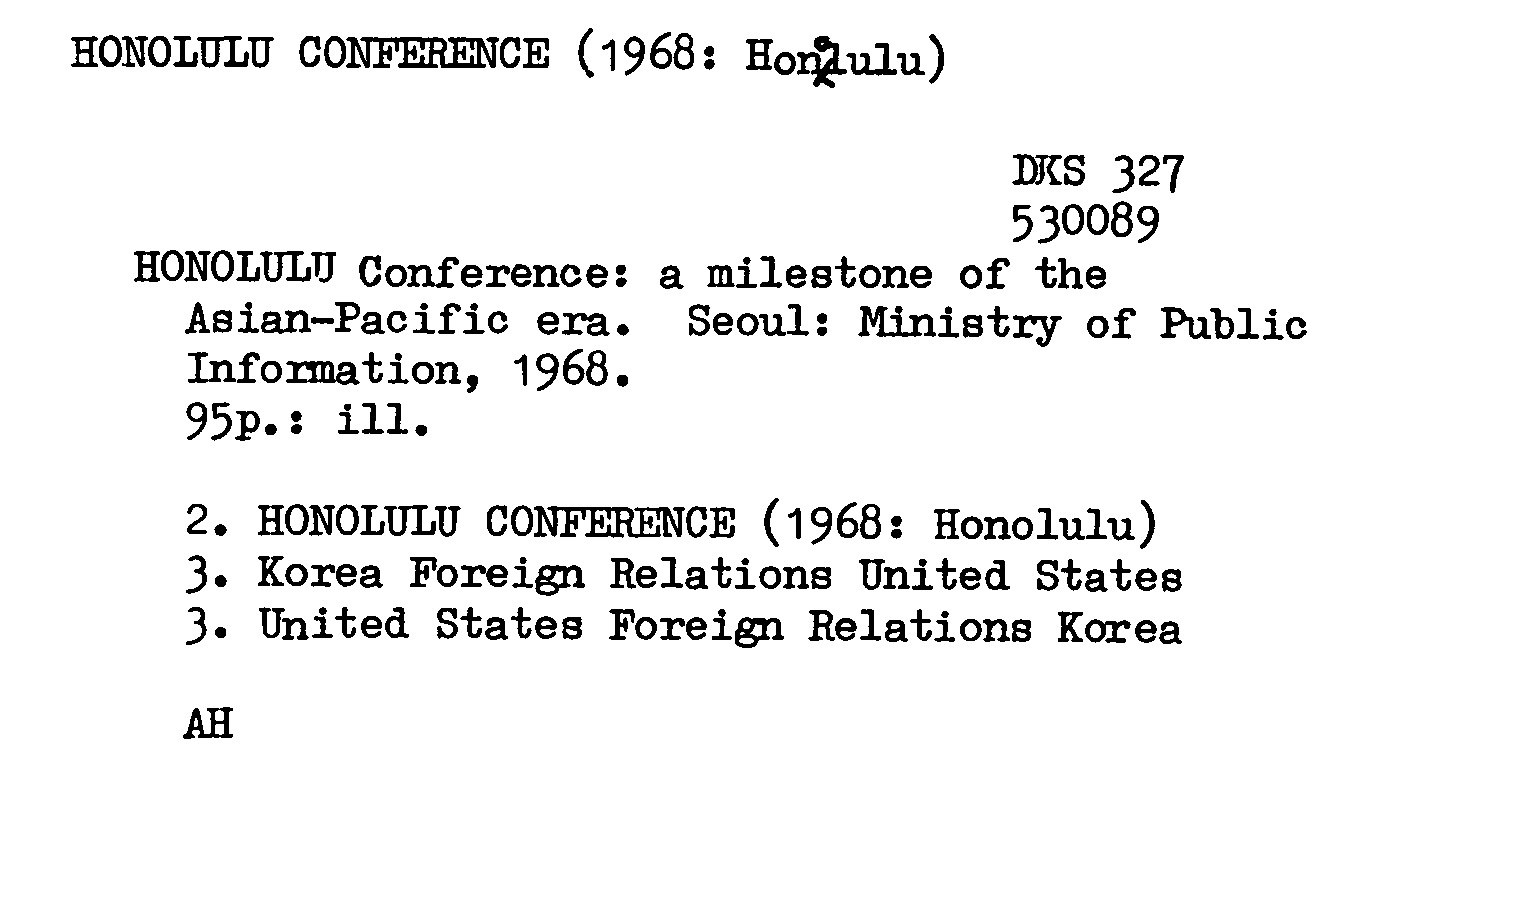 HONOLULU CONFERENCE (1968: Honolulu)
DKS 327
530089
HONOLULU Conference: a milestone of the
Asian-Pacific era. Seoul: Ministry of Public
Information, 1968.
95p.: ill.
2. HONOLULU CONFERENCE (1968: Honolulu)
3. Korea Foreign Relations United States
3. United States Foreign Relations Korea
AH